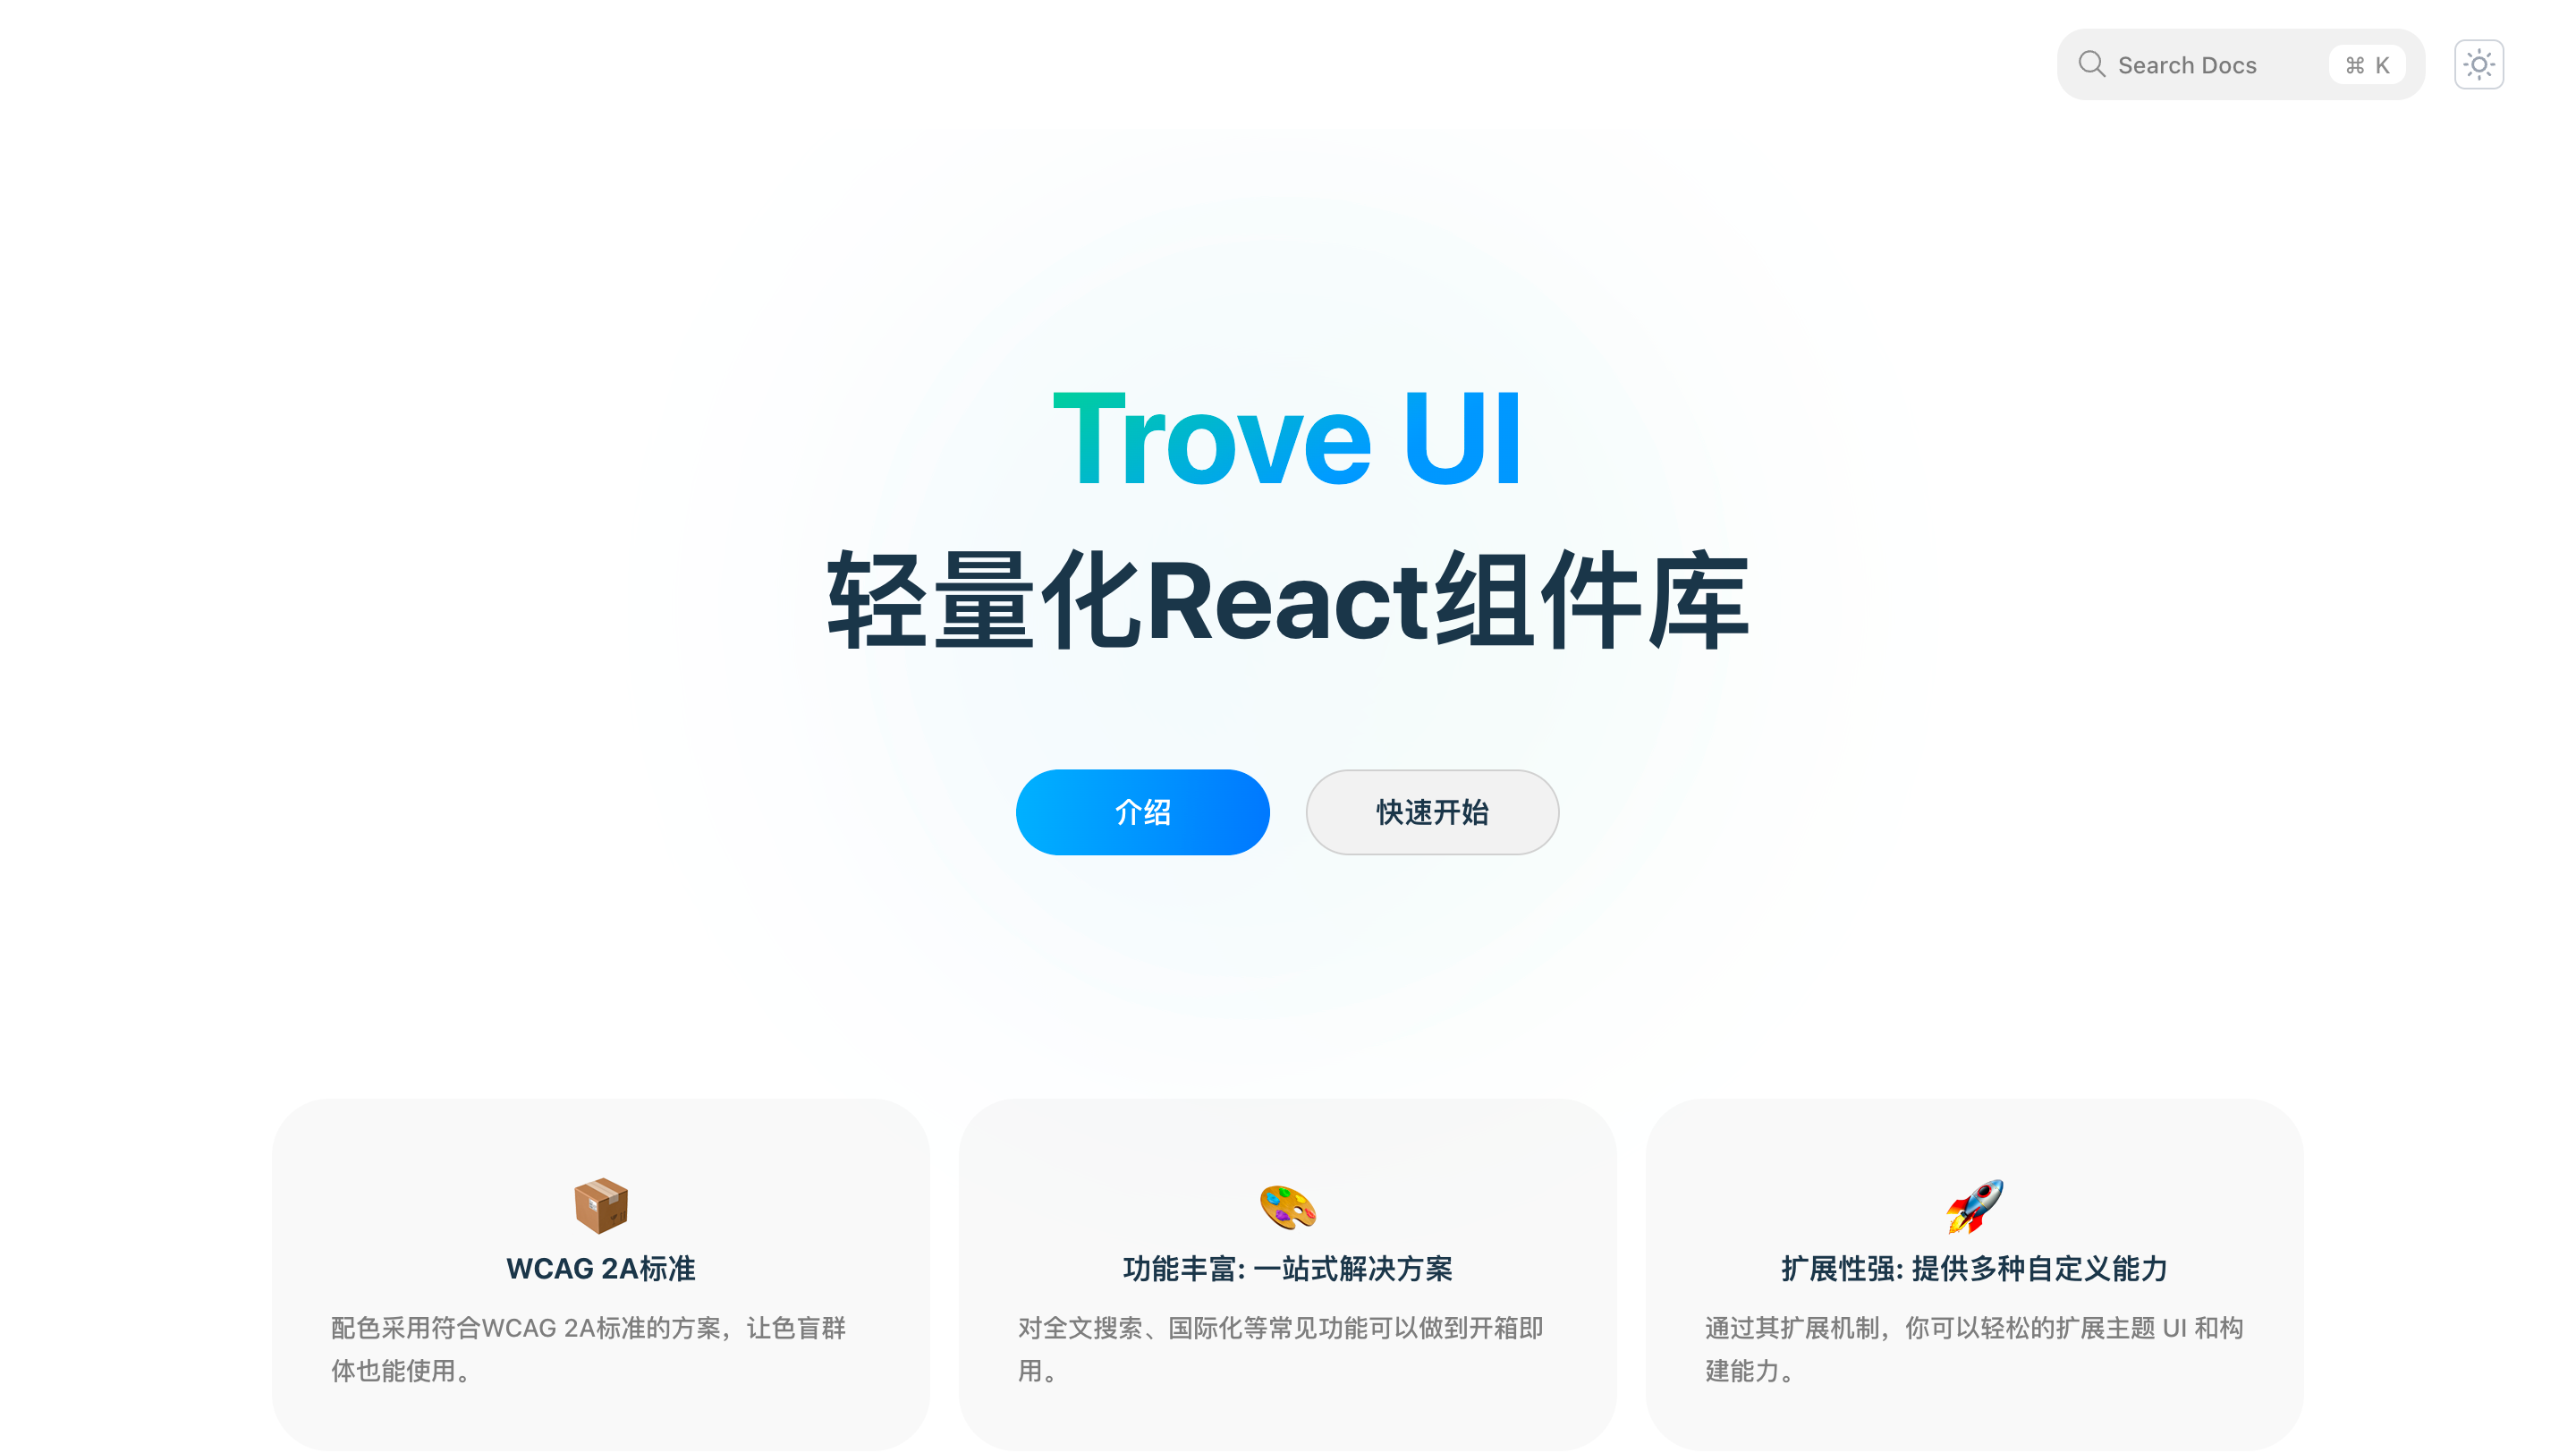 Search Docs ⌘ K
Trove UI
轻量化React组件库
介绍
快速开始
WCAG 2A标准
配色采用符合WCAG 2A标准的方案，让色盲群
体也能使用。
功能丰富: 一站式解决方案
对全文搜索、国际化等常见功能可以做到开箱即
用。
扩展性强: 提供多种自定义能力
通过其扩展机制，你可以轻松的扩展主题 UI 和构
建能力。